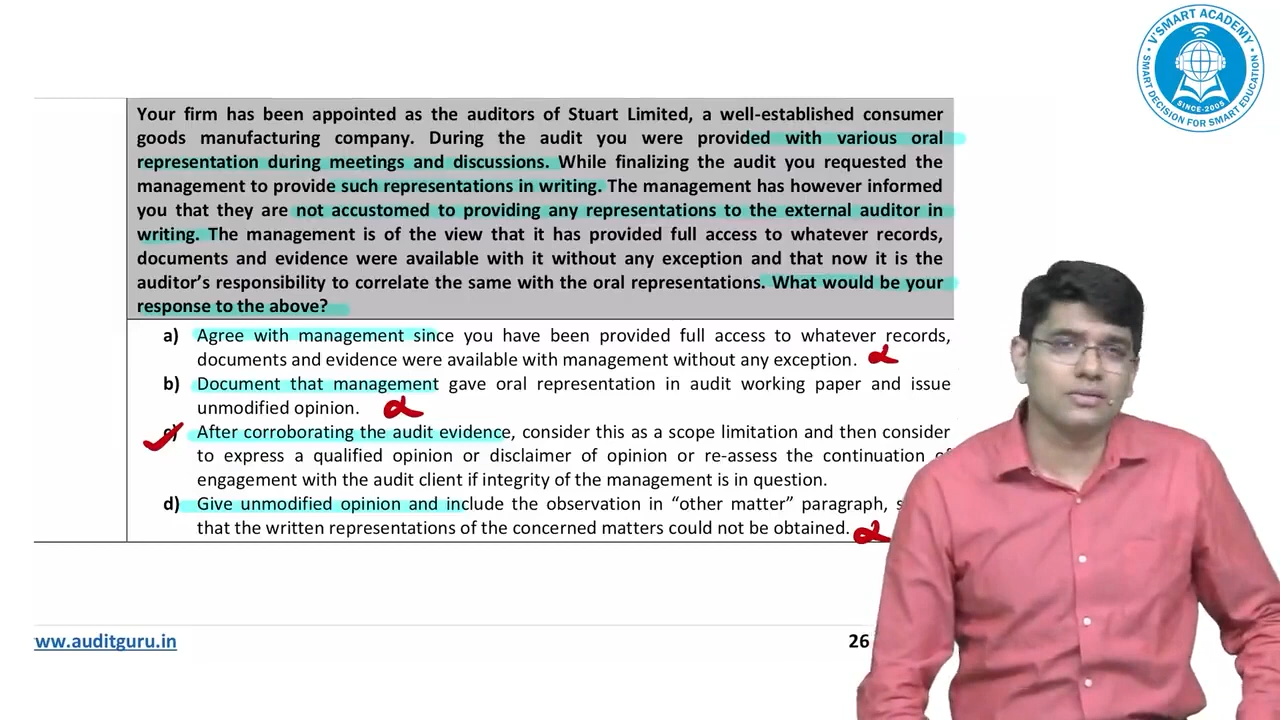 V'SMART ACADEMY
SINCE-2005
SMART DECISION FOR SMART EDUCATION
Your firm has been appointed as the auditors of Stuart Limited, a well-established consumer
goods manufacturing company. During the audit you were provided with various oral
representation during meetings and discussions. While finalizing the audit you requested the
management to provide such representations in writing. The management has however informed
you that they are not accustomed to providing any representations to the external auditor in
writing. The management is of the view that it has provided full access to whatever records,
documents and evidence were available with it without any exception and that now it is the
auditor's responsibility to correlate the same with the oral representations. What would be your
response to the above?
a) Agree with management since you have been provided full access to whatever records,
documents and evidence were available with management without any exception.
b) Document that management gave oral representation in audit working paper and issue
unmodified opinion.
c) After corroborating the audit evidence, consider this as a scope limitation and then consider
to express a qualified opinion or disclaimer of opinion or re-assess the continuation of
engagement with the audit client if integrity of the management is in question.
d) Give unmodified opinion and include the observation in "other matter" paragraph,
that the written representations of the concerned matters could not be obtained.
ww.auditguru.in
26